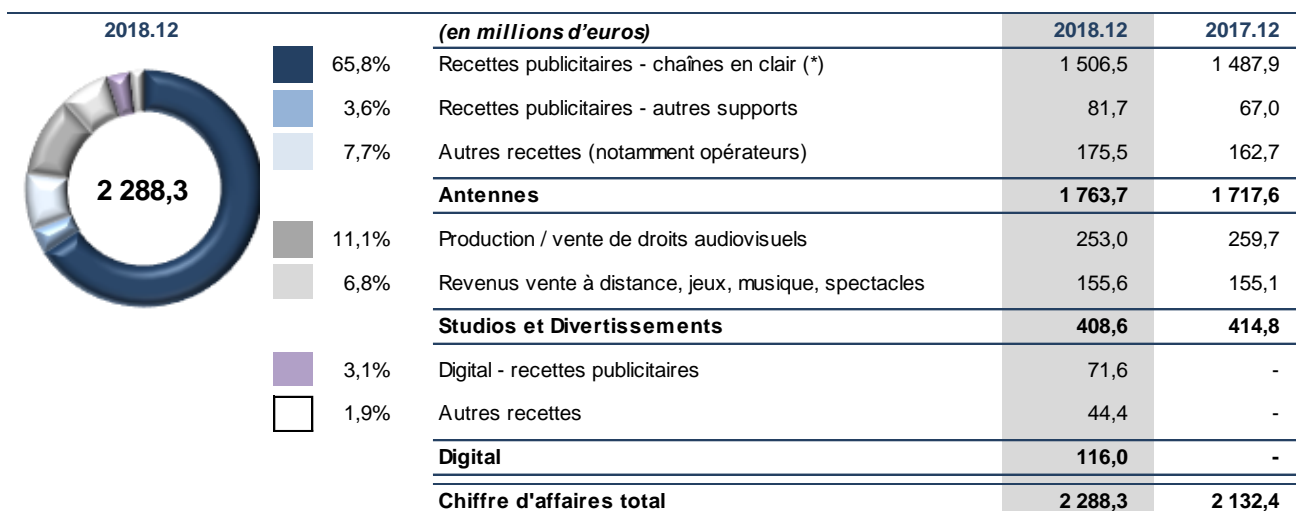 2018.12 (en millions d'euros) 2018.12 2017.12
65,8% Recettes publicitaires - chaînes en clair (*) 1 506,5 1 487,9
3,6% Recettes publicitaires - autres supports 81,7 67,0
7,7% Autres recettes (notamment opérateurs) 175,5 162,7
2 288,3
Antennes 1 763,7 1 717,6
11,1% Production / vente de droits audiovisuels 253,0 259,7
6,8% Revenus vente à distance, jeux, musique, spectacles 155,6 155,1
Studios et Divertissements 408,6 414,8
3,1% Digital - recettes publicitaires 71,6 -
1,9% Autres recettes 44,4 -
Digital 116,0 -
Chiffre d'affaires total 2 288,3 2 132,4